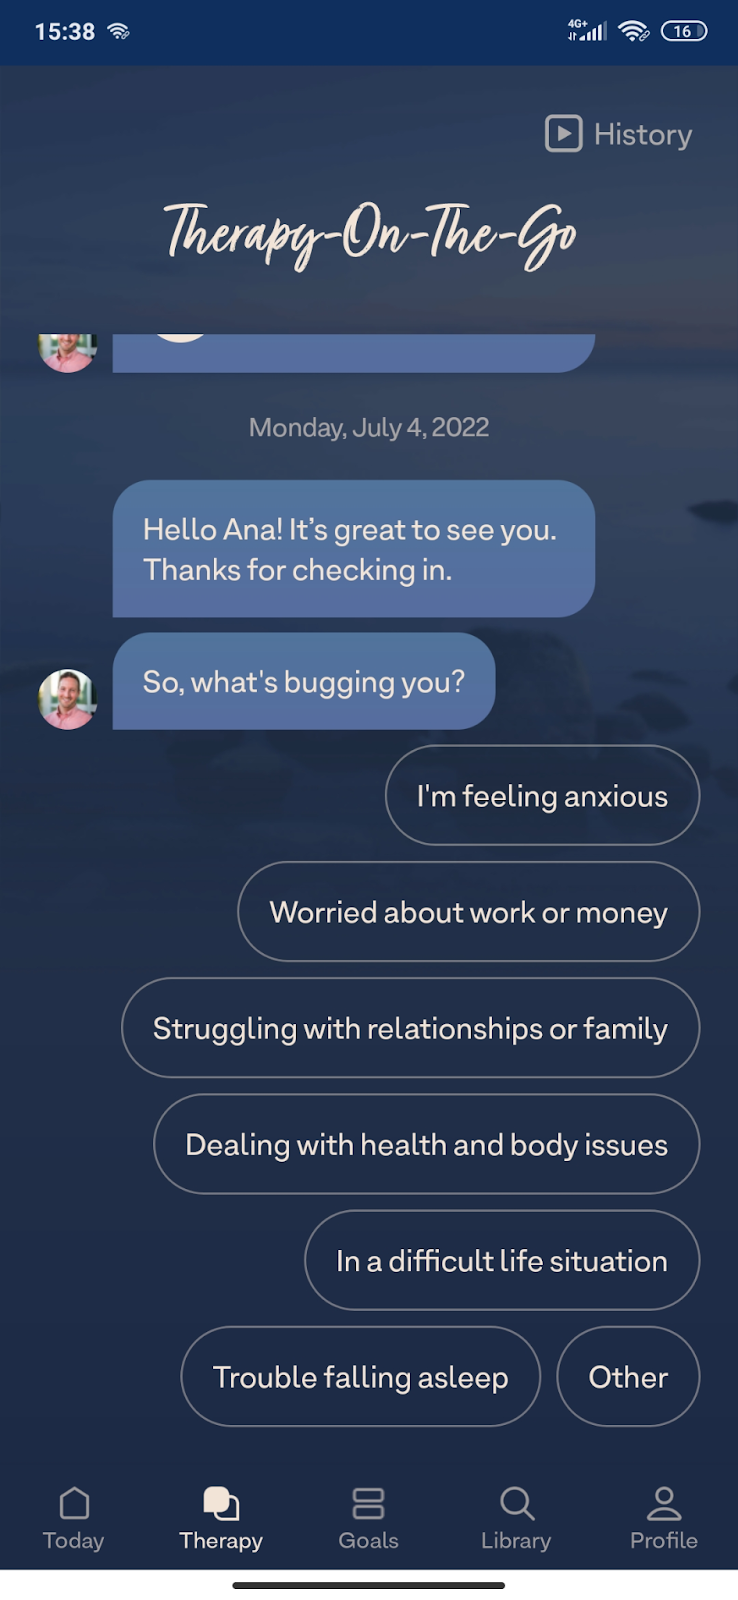 15:38
4G+
16
History
Therapy-On-The-Go
Monday, July 4, 2022
Hello Ana! It’s great to see you.
Thanks for checking in.
So, what's bugging you?
I'm feeling anxious
Worried about work or money
Struggling with relationships or family
Dealing with health and body issues
In a difficult life situation
Trouble falling asleep
Other
Today
Therapy
Goals
Library
Profile